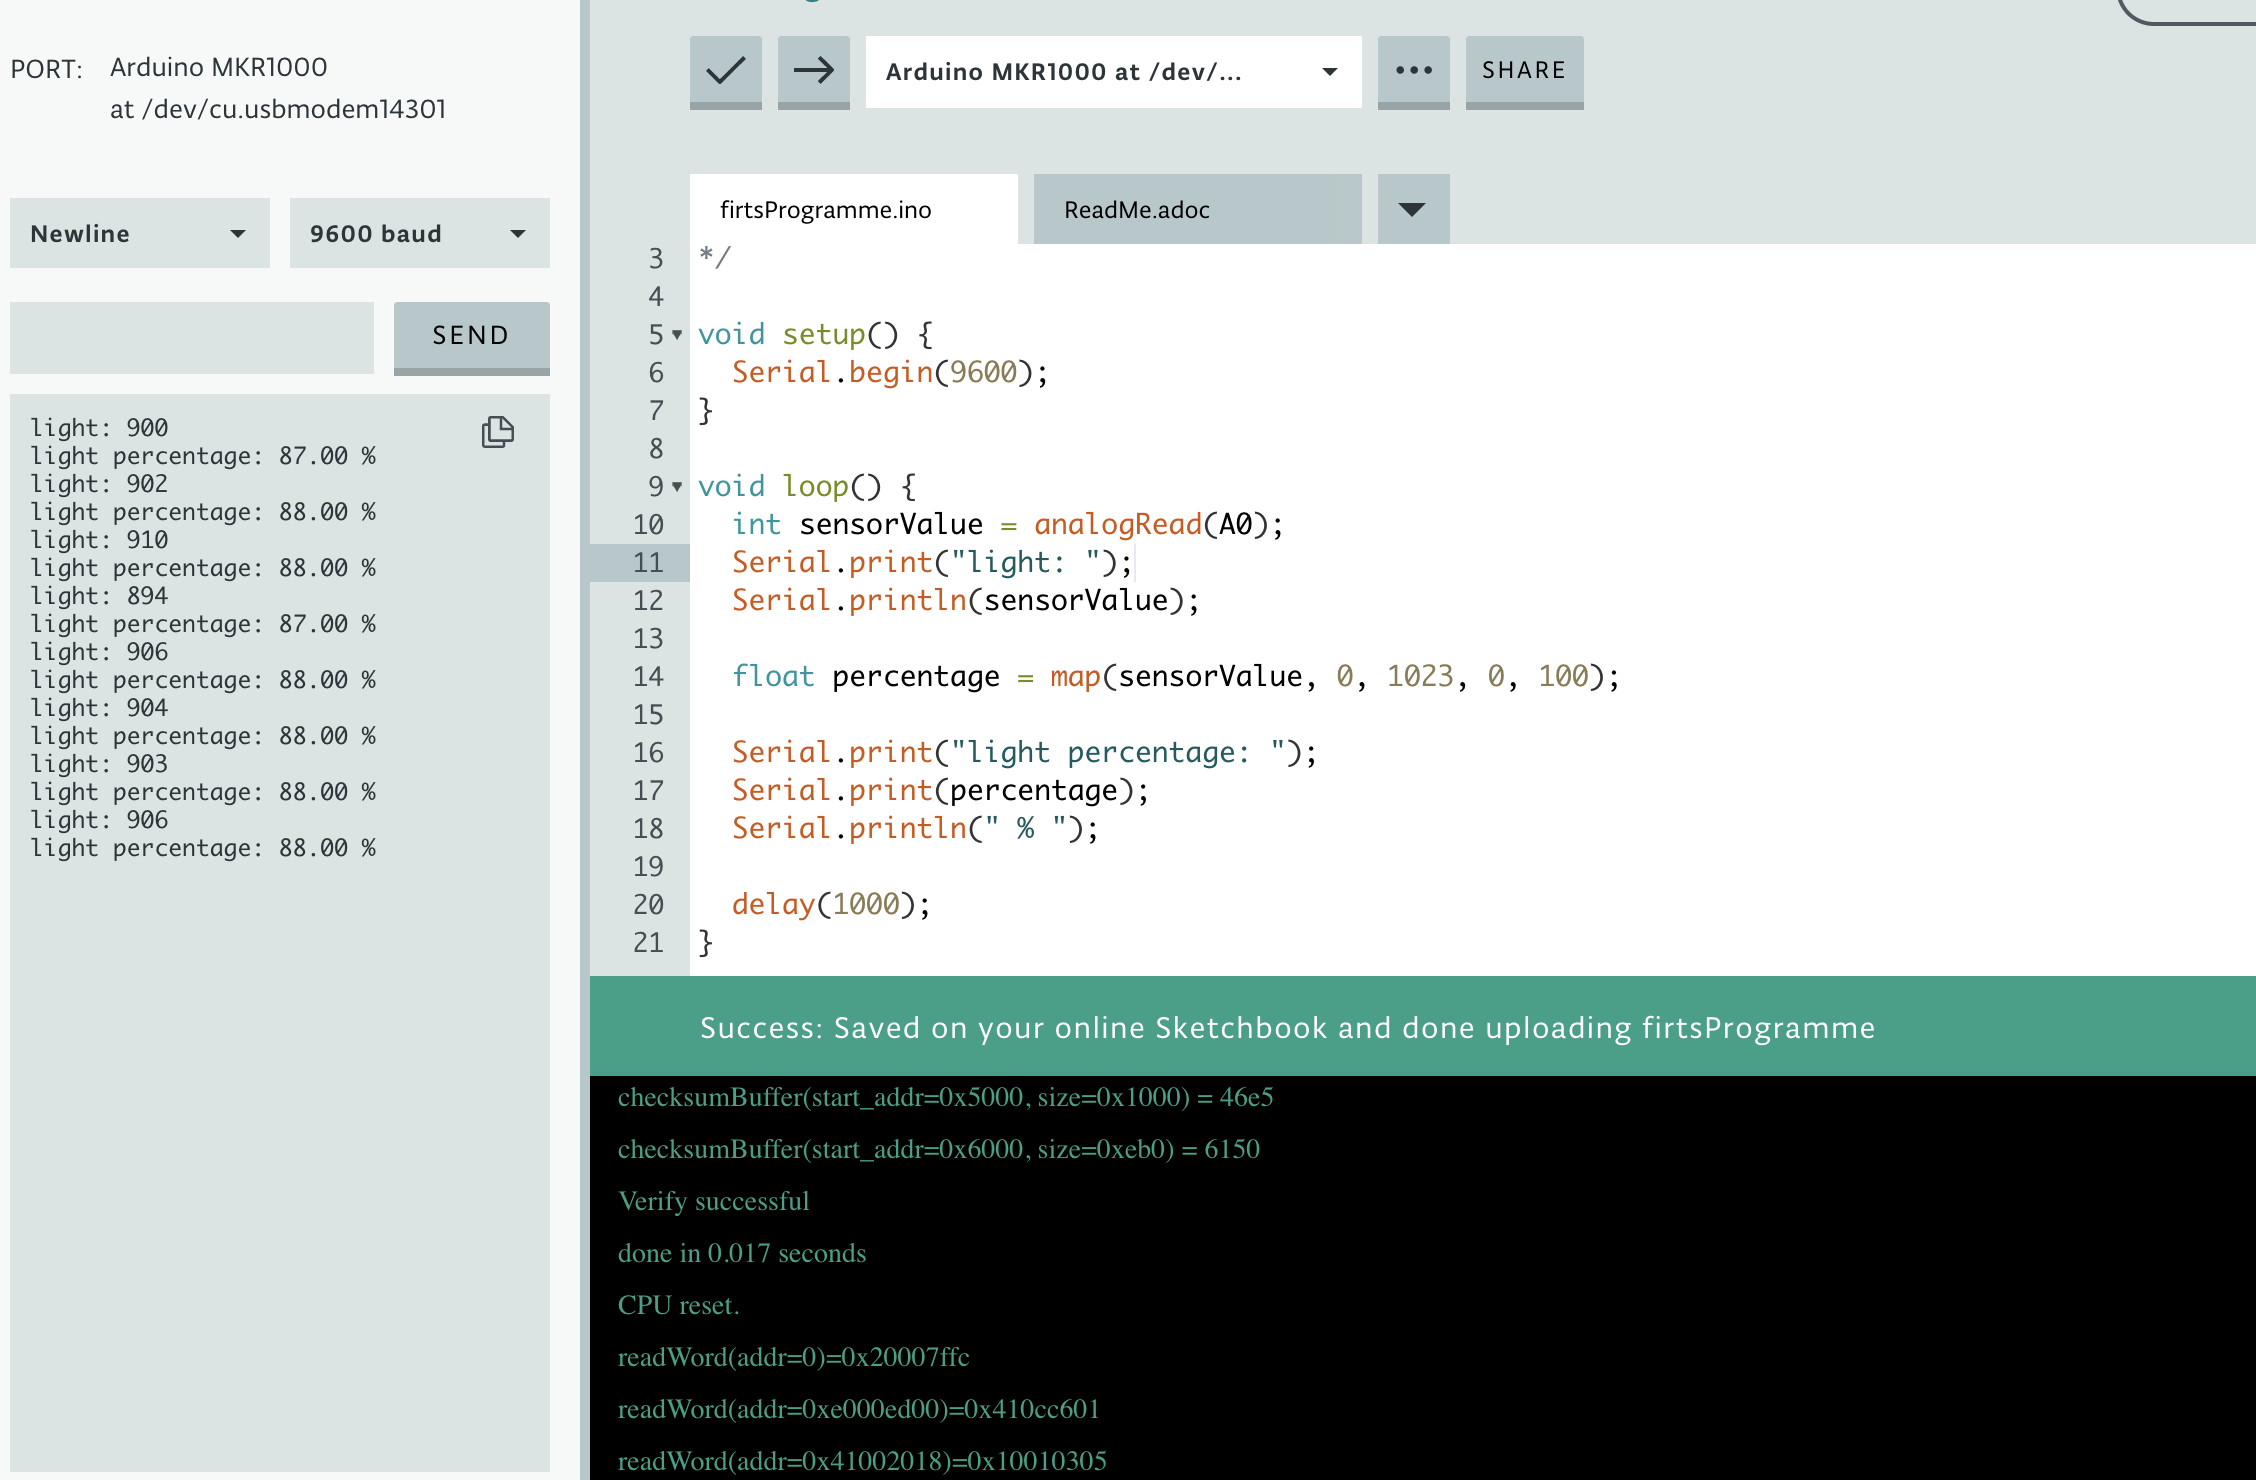 PORT: Arduino MKR1000
at /dev/cu.usbmodem14301
Newline
9600 baud
SEND
light: 900
light percentage: 87.00 %
light: 902
light percentage: 88.00 %
light: 910
light percentage: 88.00 %
light: 894
light percentage: 87.00 %
light: 906
light percentage: 88.00 %
light: 904
light percentage: 88.00 %
light: 903
light percentage: 88.00 %
light: 906
light percentage: 88.00 %
Arduino MKR1000 at /dev/...
SHARE
firtsProgramme.ino
ReadMe.adoc
3 */
4
5 void setup() {
6 Serial.begin(9600);
7 }
8
9 void loop() {
10 int sensorValue = analogRead(A0);
11 Serial.print("light: ");
12 Serial.println(sensorValue);
13
14 float percentage = map(sensorValue, 0, 1023, 0, 100);
15
16 Serial.print("light percentage: ");
17 Serial.print(percentage);
18 Serial.println(" % ");
19
20 delay(1000);
21 }
Success: Saved on your online Sketchbook and done uploading firtsProgramme
checksumBuffer(start_addr=0x5000, size=0x1000) = 46e5
checksumBuffer(start_addr=0x6000, size=0xeb0) = 6150
Verify successful
done in 0.017 seconds
CPU reset.
readWord(addr=0)=0x20007ffc
readWord(addr=0xe000ed00)=0x410cc601
readWord(addr=0x41002018)=0x10010305